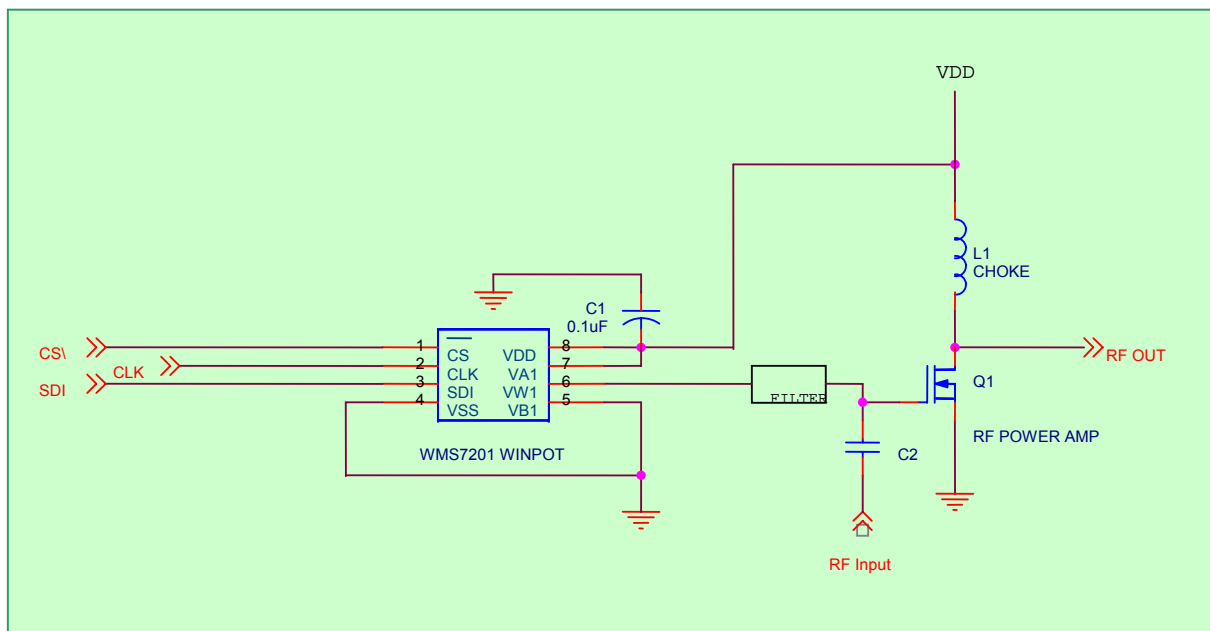 VDD
L1
CHOKE
C1
0.1uF
CS\
CLK
SDI
1
2
3
4
CS
CLK
SDI
VSS
VDD
VA1
VW1
VB1
8
7
6
5
WMS7201 WINPOT
FILTER
RF OUT
Q1
RF POWER AMP
C2
RF Input